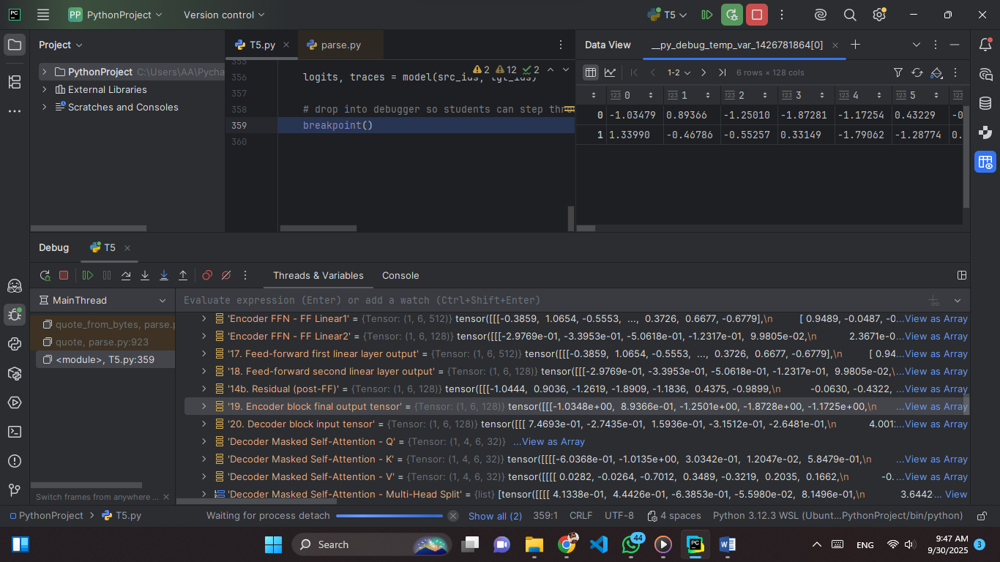 PP PythonProject Version control T5
Project
PythonProject C:\Users\AA\Pycha
External Libraries
Scratches and Consoles
T5.py parse.py
355
356 logits, traces = model(src_ids, tgt_ids)
2 12 2
357
358 # drop into debugger so students can step thro
359 breakpoint()
360
Data View __py_debug_temp_var_1426781864[0]
1-2 6 rows × 128 cols
123 0 123 1 123 2 123 3 123 4 123 5 123
0 -1.03479 0.89366 -1.25010 -1.87281 -1.17254 0.43229 -0
1 1.33990 -0.46786 -0.55257 0.33149 -1.79062 -1.28774 0.
Debug T5
Threads & Variables Console
MainThread
quote_from_bytes, parse.p
quote, parse.py:923
<module>, T5.py:359
Switch frames from anywhere ...
Evaluate expression (Enter) or add a watch (Ctrl+Shift+Enter)
'Encoder FFN - FF Linear1' = {Tensor: (1, 6, 512)} tensor([[[-0.3859, 1.0654, -0.5553, ..., 0.3726, 0.6677, -0.6779],\n [ 0.9489, -0.0487, -0...View as Array
'Encoder FFN - FF Linear2' = {Tensor: (1, 6, 128)} tensor([[[-2.9769e-01, -3.3953e-01, -5.0618e-01, -1.2317e-01, 9.9805e-02,\n 2.3671e-0...View as Array
'17. Feed-forward first linear layer output' = {Tensor: (1, 6, 512)} tensor([[[-0.3859, 1.0654, -0.5553, ..., 0.3726, 0.6677, -0.6779],\n [ 0.94...View as Array
'18. Feed-forward second linear layer output' = {Tensor: (1, 6, 128)} tensor([[[-2.9769e-01, -3.3953e-01, -5.0618e-01, -1.2317e-01, 9.9805e-02,\...View as Array
'14b. Residual (post-FF)' = {Tensor: (1, 6, 128)} tensor([[[-1.0444, 0.9036, -1.2619, -1.8909, -1.1836, 0.4375, -0.9899,\n -0.0630, -0.4322,...View as Array
'19. Encoder block final output tensor' = {Tensor: (1, 6, 128)} tensor([[[-1.0348e+00, 8.9366e-01, -1.2501e+00, -1.8728e+00, -1.1725e+00,\n ...View as Array
'20. Decoder block input tensor' = {Tensor: (1, 6, 128)} tensor([[[ 7.4693e-01, -2.7435e-01, 1.5936e-01, -3.1512e-01, -2.6481e-01,\n 4.001...View as Array
'Decoder Masked Self-Attention - Q' = {Tensor: (1, 4, 6, 32)} ...View as Array
'Decoder Masked Self-Attention - K' = {Tensor: (1, 4, 6, 32)} tensor([[[[-6.0368e-01, -1.0135e+00, 3.0342e-01, 1.2047e-02, 5.8479e-01,\n ...View as Array
'Decoder Masked Self-Attention - V' = {Tensor: (1, 4, 6, 32)} tensor([[[[ 0.0282, -0.0264, -0.7012, 0.3489, -0.3219, 0.2035, 0.1662,\n -0...View as Array
'Decoder Masked Self-Attention - Multi-Head Split' = {list} [tensor([[[[ 4.1338e-01, 4.4426e-01, -6.3853e-01, -5.5980e-02, 8.1496e-01,\n 3.6442... View
PythonProject T5.py Waiting for process detach Show all (2) 359:1 CRLF UTF-8 4 spaces Python 3.12.3 WSL (Ubunt...PythonProject/bin/python)
Search 44 ENG 9:47 AM 3
9/30/2025